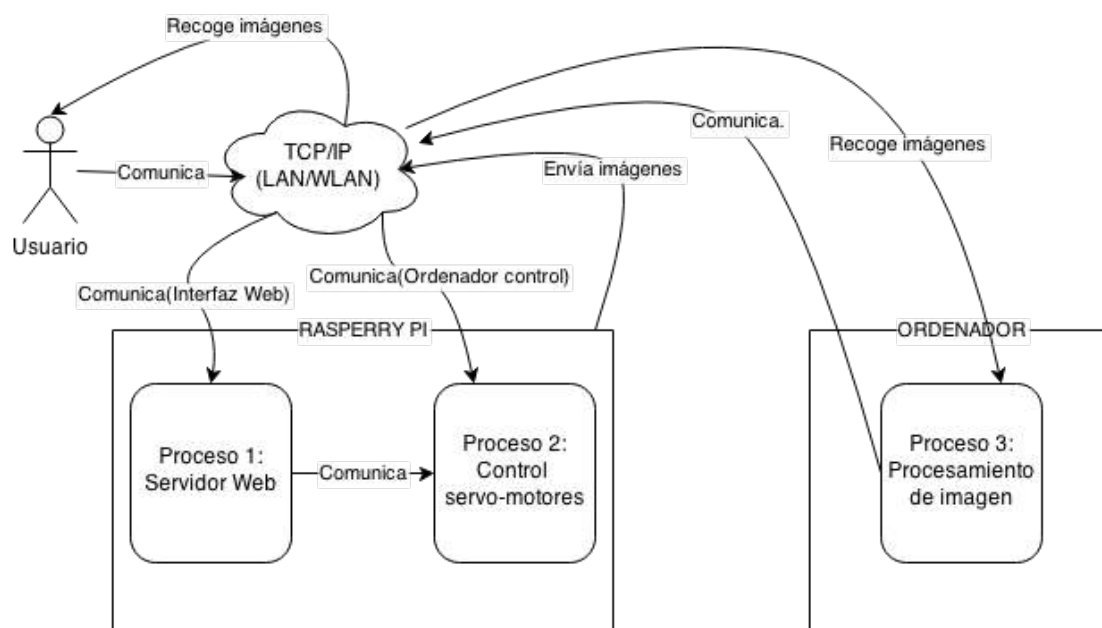 Recoge imágenes
Comunica.
Recoge imágenes
TCP/IP
(LAN/WLAN)
Envía imágenes
Comunica
Usuario
Comunica(Ordenador control)
Comunica(Interfaz Web)
RASPERRY PI
ORDENADOR
Proceso 1:
Servidor Web
Comunica
Proceso 2:
Control
servo-motores
Proceso 3:
Procesamiento
de imagen